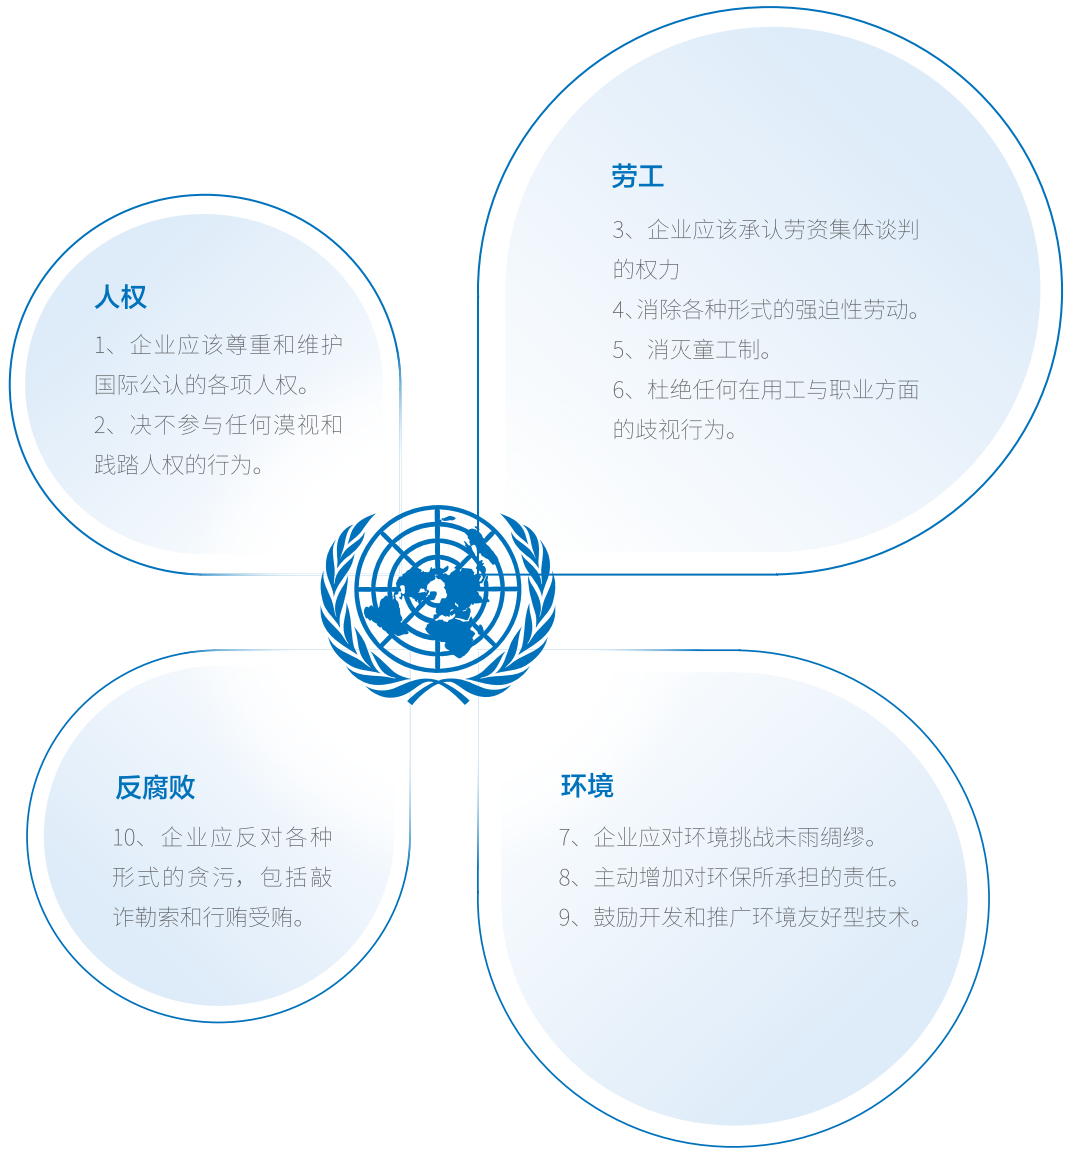 人权
1、企业应该尊重和维护
国际公认的各项人权。
2、决不参与任何漠视和
践踏人权的行为。
劳工
3、企业应该承认劳资集体谈判
的权力
4、消除各种形式的强迫性劳动。
5、消灭童工制。
6、杜绝任何在用工与职业方面
的歧视行为。
反腐败
10、企业应反对各种
形式的贪污，包括敲
诈勒索和行贿受贿。
环境
7、企业应对环境挑战未雨绸缪。
8、主动增加对环保所承担的责任。
9、鼓励开发和推广环境友好型技术。